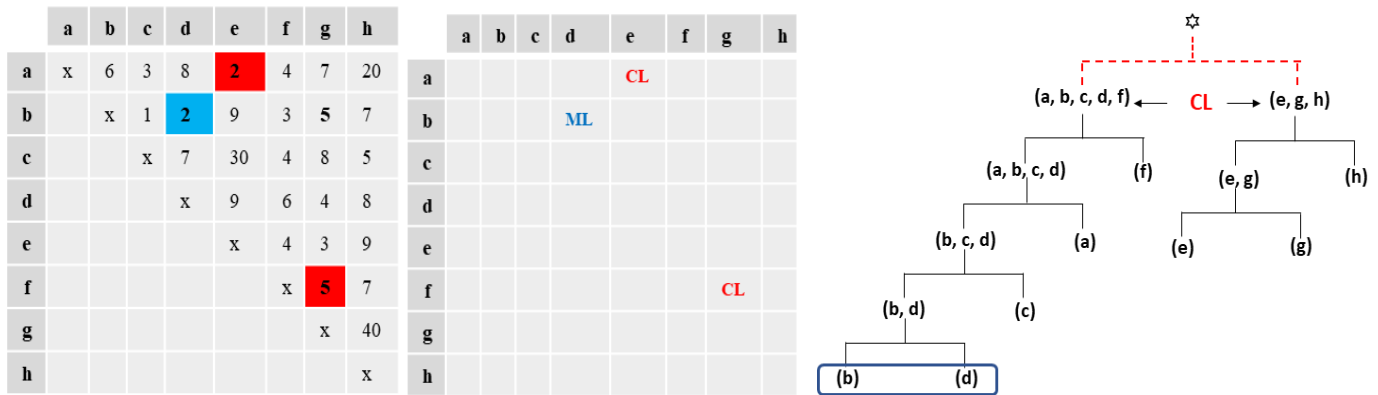 a b c d e f g h
a x 6 3 8 2 4 7 20
b x 1 2 9 3 5 7
c x 7 30 4 8 5
d x 9 6 4 8
e x 4 3 9
f x 5 7
g x 40
h x
a b c d e f g h
a CL
b ML
c
d
e
f CL
g
h
(a, b, c, d, f) CL (e, g, h)
(a, b, c, d) (f) (e, g) (h)
(b, c, d) (a) (e) (g)
(b, d) (c)
(b) (d)